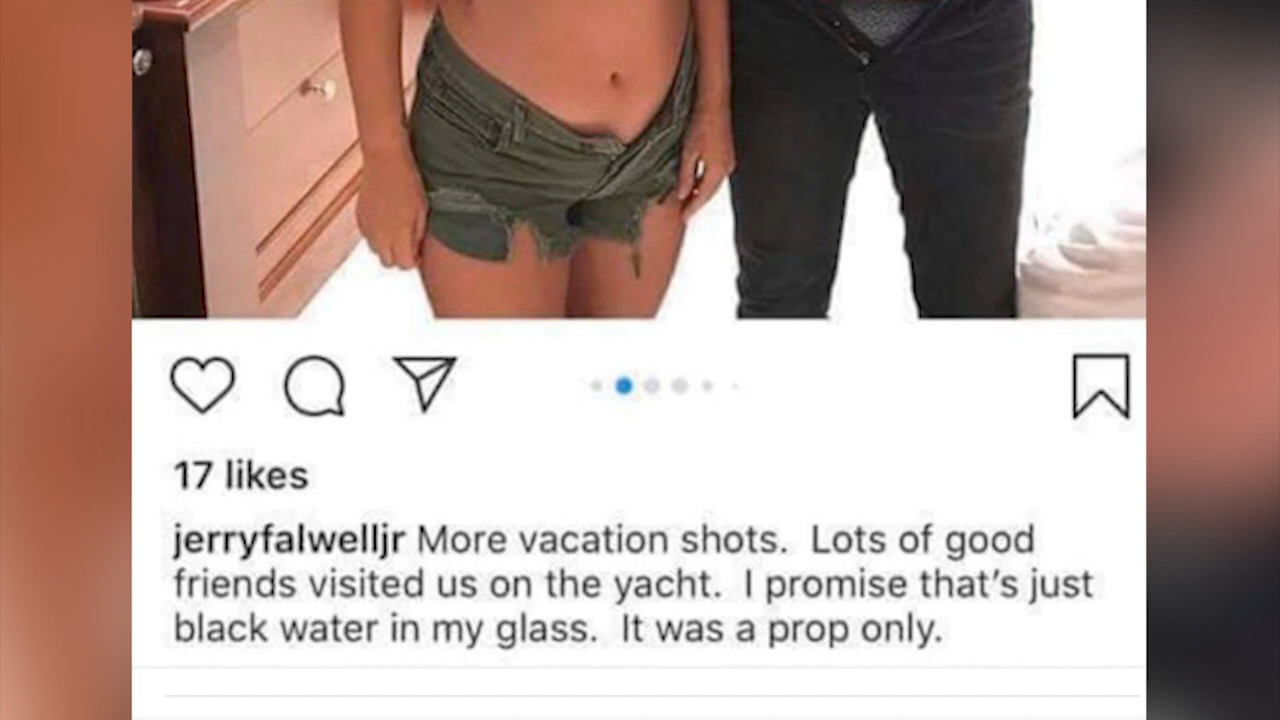 17 likes
jerryfalwelljr More vacation shots.  Lots of good
friends visited us on the yacht.  I promise that's just
black water in my glass.  It was a prop only.